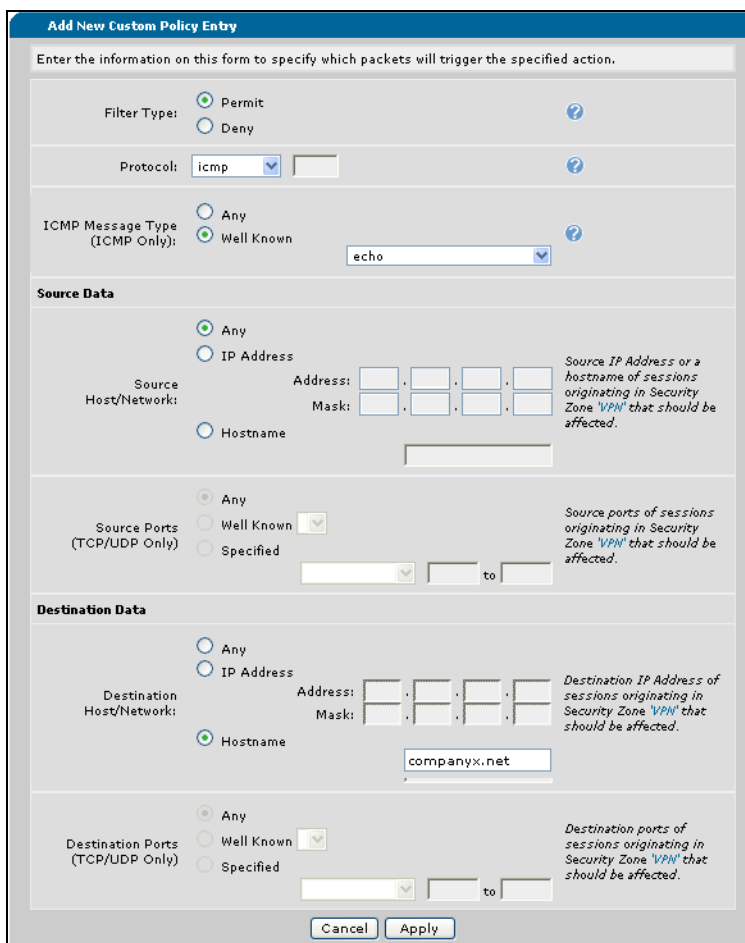 Add New Custom Policy Entry
Enter the information on this form to specify which packets will trigger the specified action.
Filter Type:
Permit
Deny
?
Protocol:
icmp
?
ICMP Message Type
(ICMP Only):
Any
Well Known
echo
?
Source Data
Source
Host/Network:
Any
IP Address
Address:
. . .
Mask:
. . .
Hostname
Source IP Address or a
hostname of sessions
originating in Security
Zone 'VPN' that should be
affected.
Source Ports
(TCP/UDP Only)
Any
Well Known
Specified
to
Source ports of sessions
originating in Security
Zone 'VPN' that should be
affected.
Destination Data
Destination
Host/Network:
Any
IP Address
Address:
. . .
Mask:
. . .
Hostname
companyx.net
Destination IP Address of
sessions originating in
Security Zone 'VPN' that
should be affected.
Destination Ports
(TCP/UDP Only)
Any
Well Known
Specified
to
Destination ports of
sessions originating in
Security Zone 'VPN' that
should be affected.
Cancel
Apply